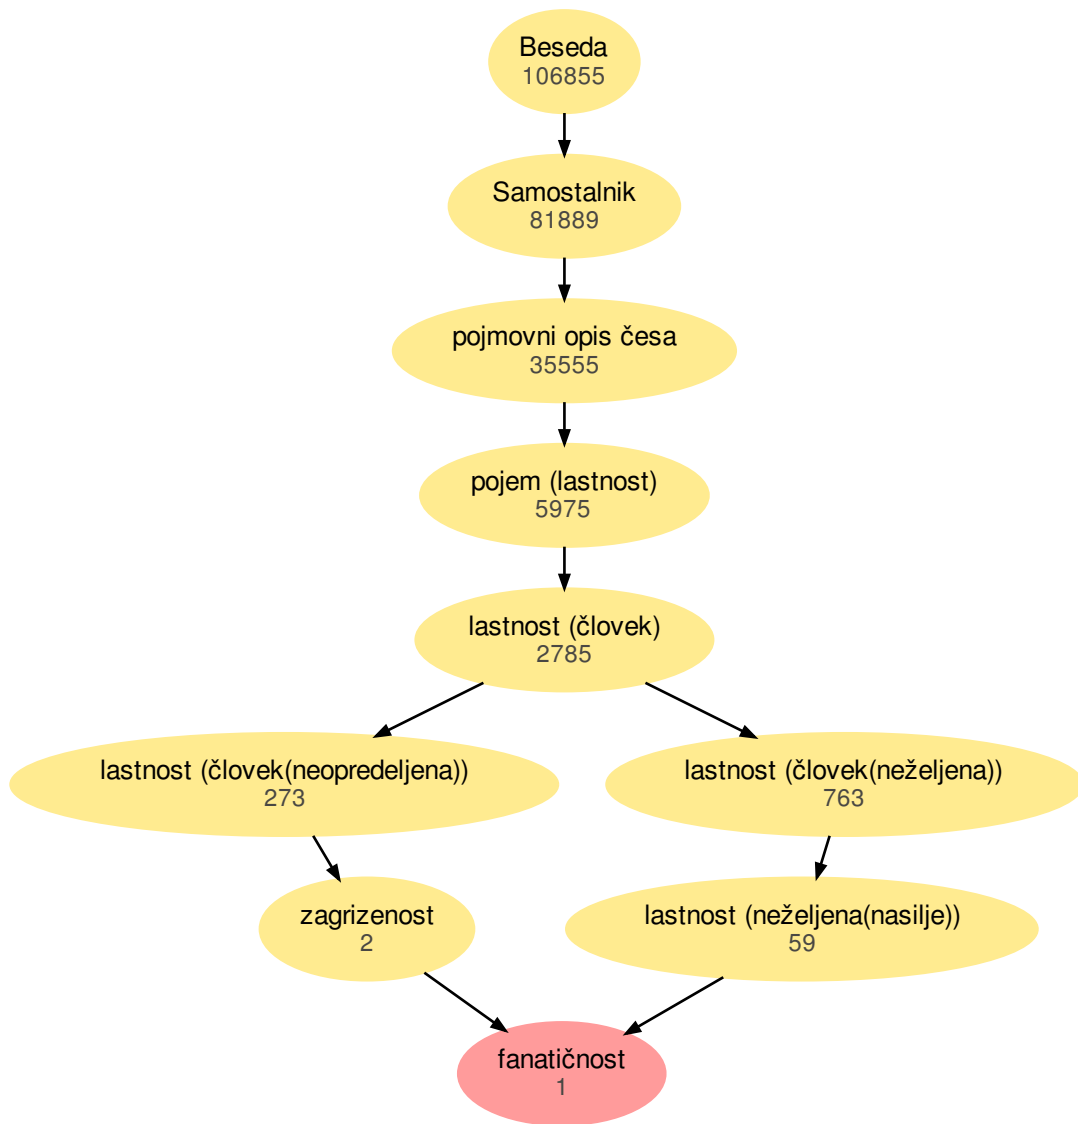 Beseda
106855
Samostalnik
81889
pojmovni opis česa
35555
pojem (lastnost)
5975
lastnost (človek)
2785
lastnost (človek(neopredeljena))
273
lastnost (človek(neželjena))
763
zagrizenost
2
lastnost (neželjena(nasilje))
59
fanatičnost
1